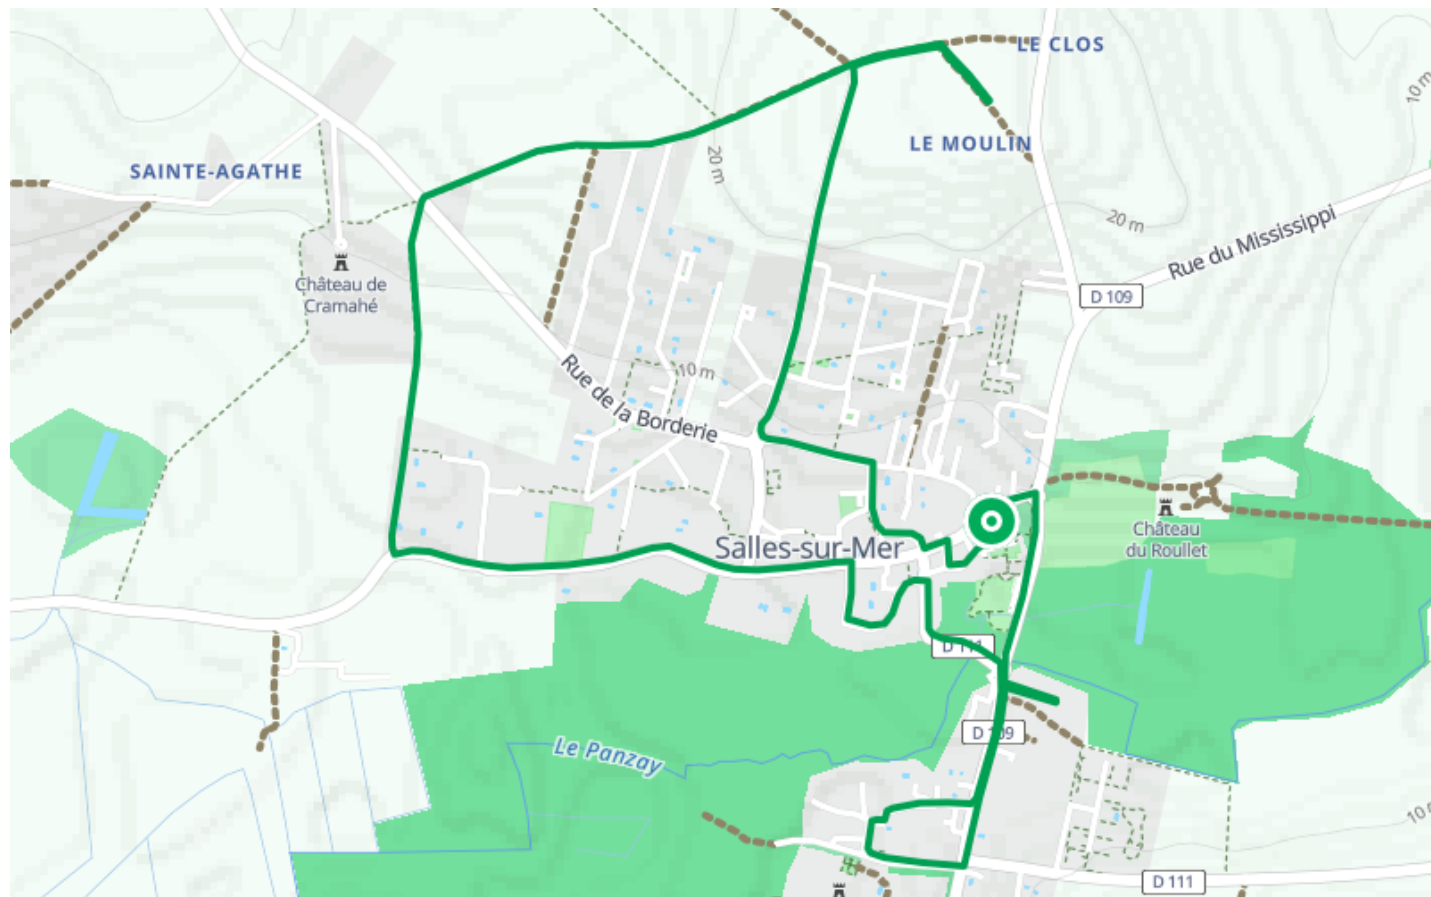 LE CLOS
10 m
LE MOULIN
20 m
SAINTE-AGATHE
20 m
Rue du Mississippi
Château de
Cramahé
D 109
10 m
Rue de la Borderie
Salles-sur-Mer
Château
du Roullet
D 111
D 109
Le Panzay
10 m
D 111